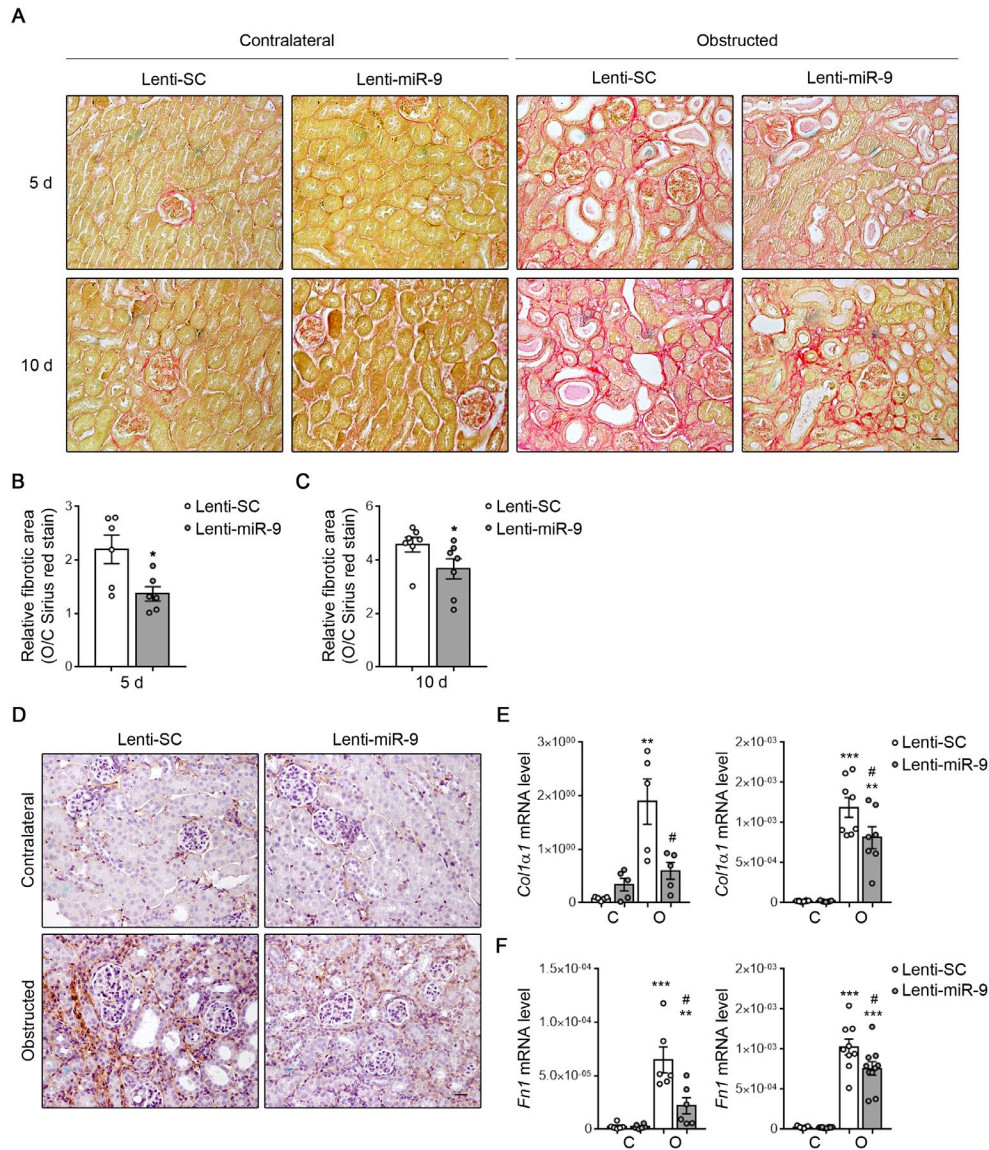 A
Contralateral Obstructed
Lenti-SC Lenti-miR-9 Lenti-SC Lenti-miR-9
5 d
10 d
B
Relative fibrotic area
(O/C Sirius red stain)
3
2
1
0
*
5 d
Lenti-SC
Lenti-miR-9
C
Relative fibrotic area
(O/C Sirius red stain)
6
4
2
0
*
10 d
Lenti-SC
Lenti-miR-9
D
Lenti-SC Lenti-miR-9
Contralateral
Obstructed
E
Col1α1 mRNA level
3×10⁰⁰
2×10⁰⁰
1×10⁰⁰
0
**
#
C O
Col1α1 mRNA level
2×10⁻⁰³
2×10⁻⁰³
1×10⁻⁰³
5×10⁻⁰⁴
0
***
#
**
C O
Lenti-SC
Lenti-miR-9
F
Fn1 mRNA level
1.5×10⁻⁰⁴
1.0×10⁻⁰⁴
5.0×10⁻⁰⁵
0
***
#
**
C O
Fn1 mRNA level
2×10⁻⁰³
2×10⁻⁰³
1×10⁻⁰³
5×10⁻⁰⁴
0
***
#
***
C O
Lenti-SC
Lenti-miR-9